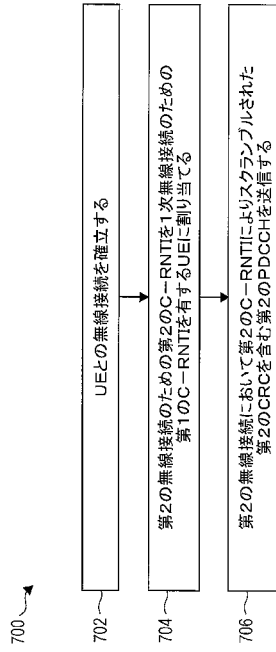 700
702
UEとの無線接続を確立する
704
第2の無線接続のための第2のC-RNTIを1次無線接続のための
第1のC-RNTIを有するUEに割り当てる
706
第2の無線接続において第2のC-RNTIによりスクランブルされた
第2のCRCを含む第2のPDCCHを送信する